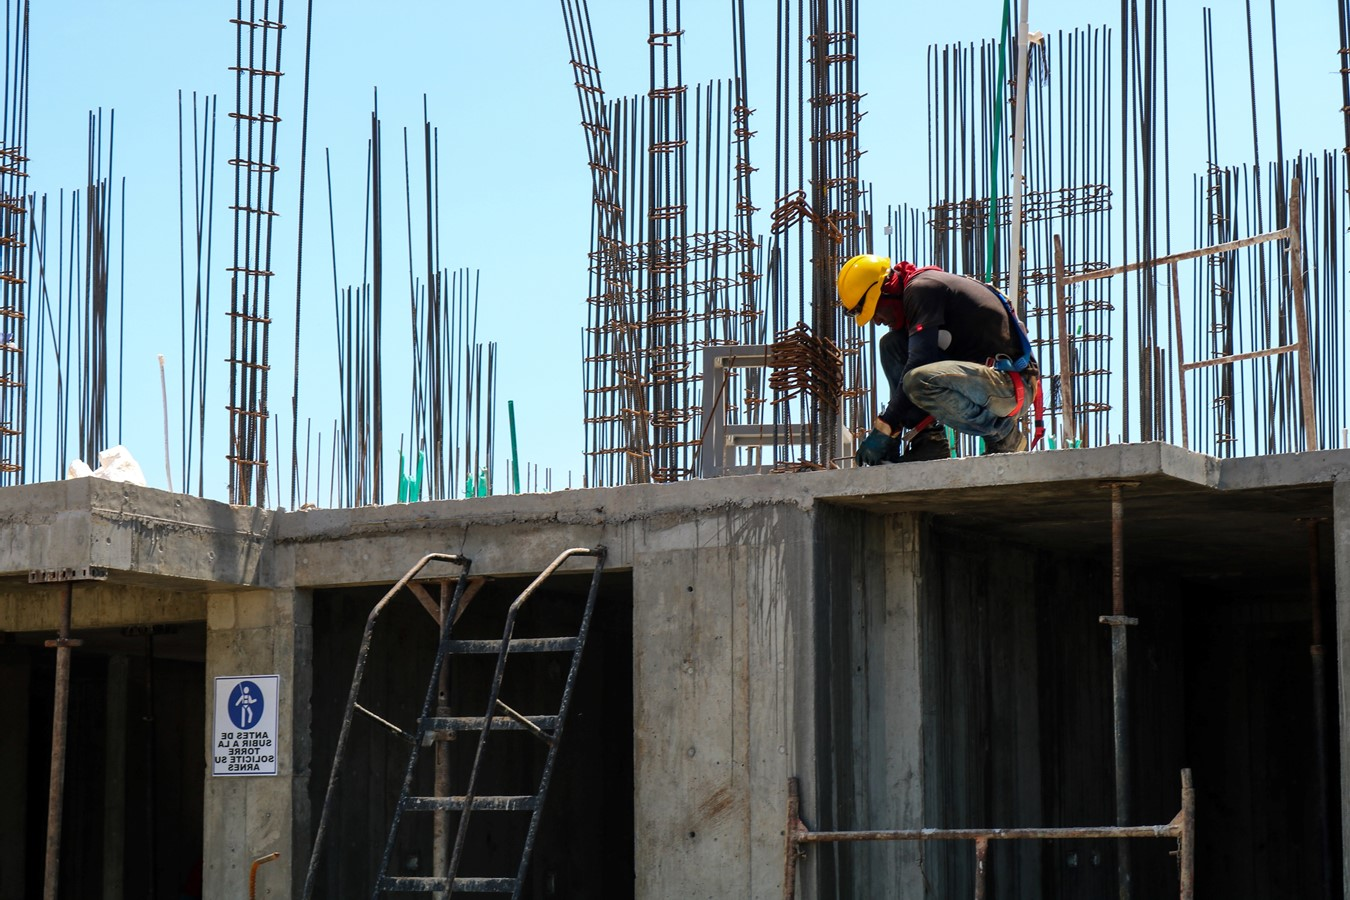 ANTES DE
SUBIR A LA
TORRE
SOLICITE SU
ARNES